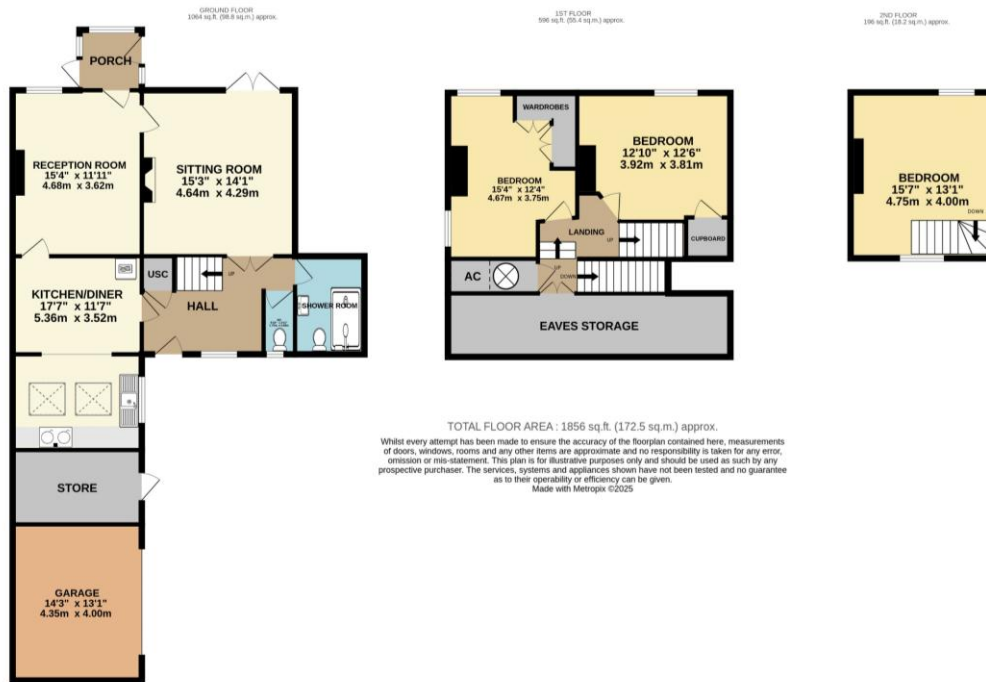 GROUND FLOOR
1064 sq.ft. (98.8 sq.m.) approx.
PORCH
RECEPTION ROOM
15'4" x 11'11"
4.68m x 3.62m
SITTING ROOM
15'3" x 14'1"
4.64m x 4.29m
USC
UP
HALL
SHOWER ROOM
KITCHEN/DINER
17'7" x 11'7"
5.36m x 3.52m
STORE
GARAGE
14'3" x 13'1"
4.35m x 4.00m
1ST FLOOR
596 sq.ft. (55.4 sq.m.) approx.
WARDROBES
BEDROOM
15'4" x 12'4"
4.67m x 3.75m
BEDROOM
12'10" x 12'6"
3.92m x 3.81m
LANDING
UP
CUPBOARD
AC
UP
DOWN
EAVES STORAGE
2ND FLOOR
196 sq.ft. (18.2 sq.m.) approx.
BEDROOM
15'7" x 13'1"
4.75m x 4.00m
DOWN
TOTAL FLOOR AREA : 1856 sq.ft. (172.5 sq.m.) approx.
Whilst every attempt has been made to ensure the accuracy of the floorplan contained here, measurements
of doors, windows, rooms and any other items are approximate and no responsibility is taken for any error,
omission or mis-statement. This plan is for illustrative purposes only and should be used as such by any
prospective purchaser. The services, systems and appliances shown have not been tested and no guarantee
as to their operability or efficiency can be given.
Made with Metropix ©2025